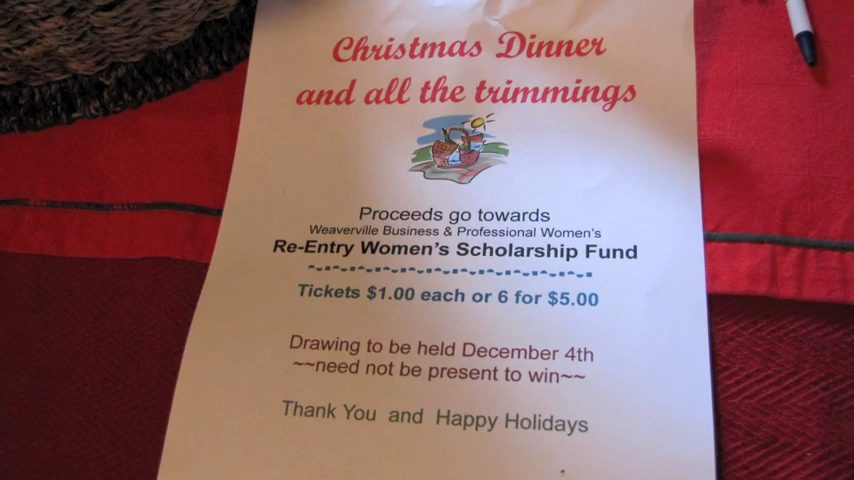 Christmas Dinner
and all the trimmings
Proceeds go towards
Weaverville Business & Professional Women's
Re-Entry Women's Scholarship Fund
Tickets $1.00 each or 6 for $5.00
Drawing to be held December 4th
~~need not be present to win~~
Thank You and Happy Holidays